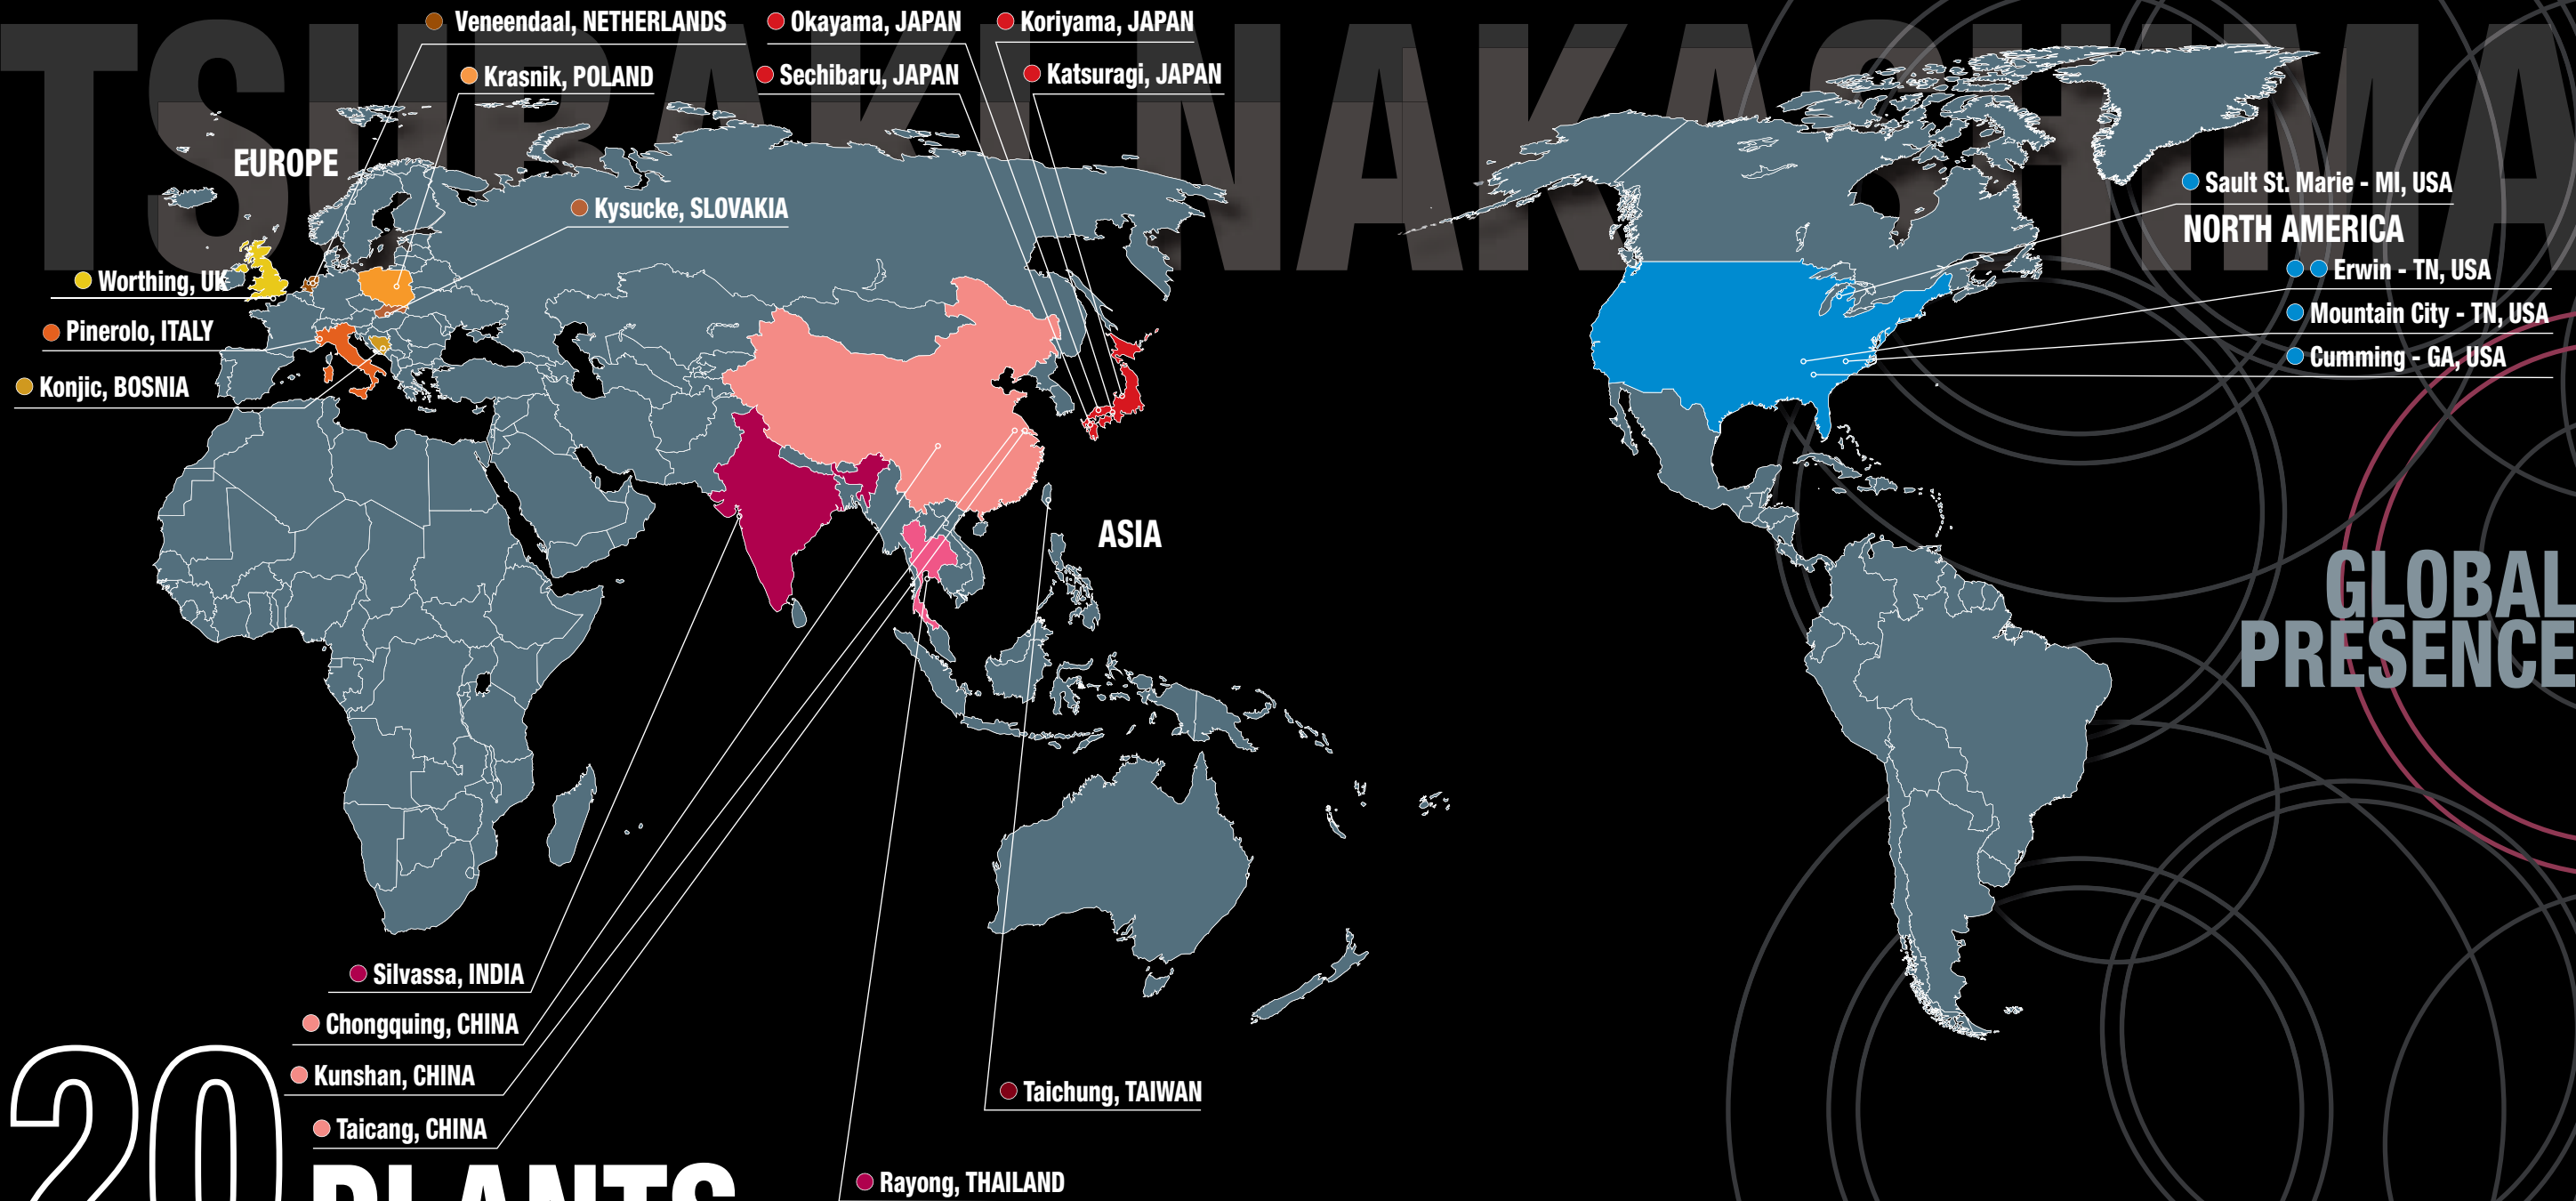 TSUBAKI NAKASHIMA
Veneendaal, NETHERLANDS
Okayama, JAPAN
Koriyama, JAPAN
Krasnik, POLAND
Sechibaru, JAPAN
Katsuragi, JAPAN
EUROPE
Kysucke, SLOVAKIA
Sault St. Marie - MI, USA
NORTH AMERICA
Worthing, UK
Erwin - TN, USA
Pinerolo, ITALY
Mountain City - TN, USA
Cumming - GA, USA
Konjic, BOSNIA
ASIA
GLOBAL
PRESENCE
Silvassa, INDIA
Chongquing, CHINA
Kunshan, CHINA
Taichung, TAIWAN
Taicang, CHINA
Rayong, THAILAND
20
PLANTS